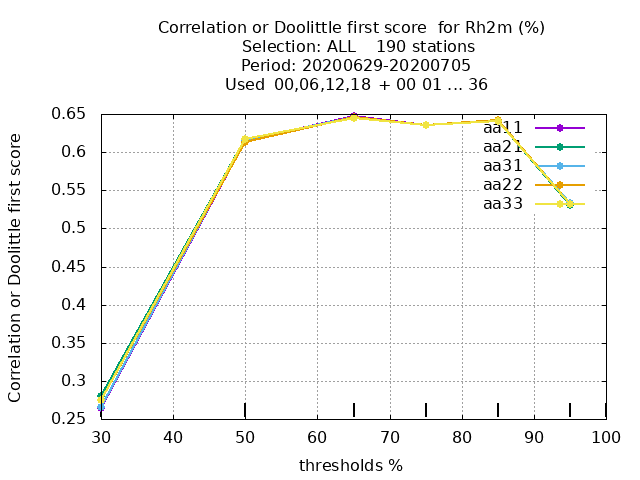 Correlation or Doolittle first score  for Rh2m (%)
Selection: ALL    190 stations
Period: 20200629-20200705
Used  00,06,12,18  + 00 01 ... 36
Correlation or Doolittle first score
0.65
0.6
0.55
0.5
0.45
0.4
0.35
0.3
0.25
aa11
aa21
aa31
aa22
aa33
30 40 50 60 70 80 90 100
thresholds %